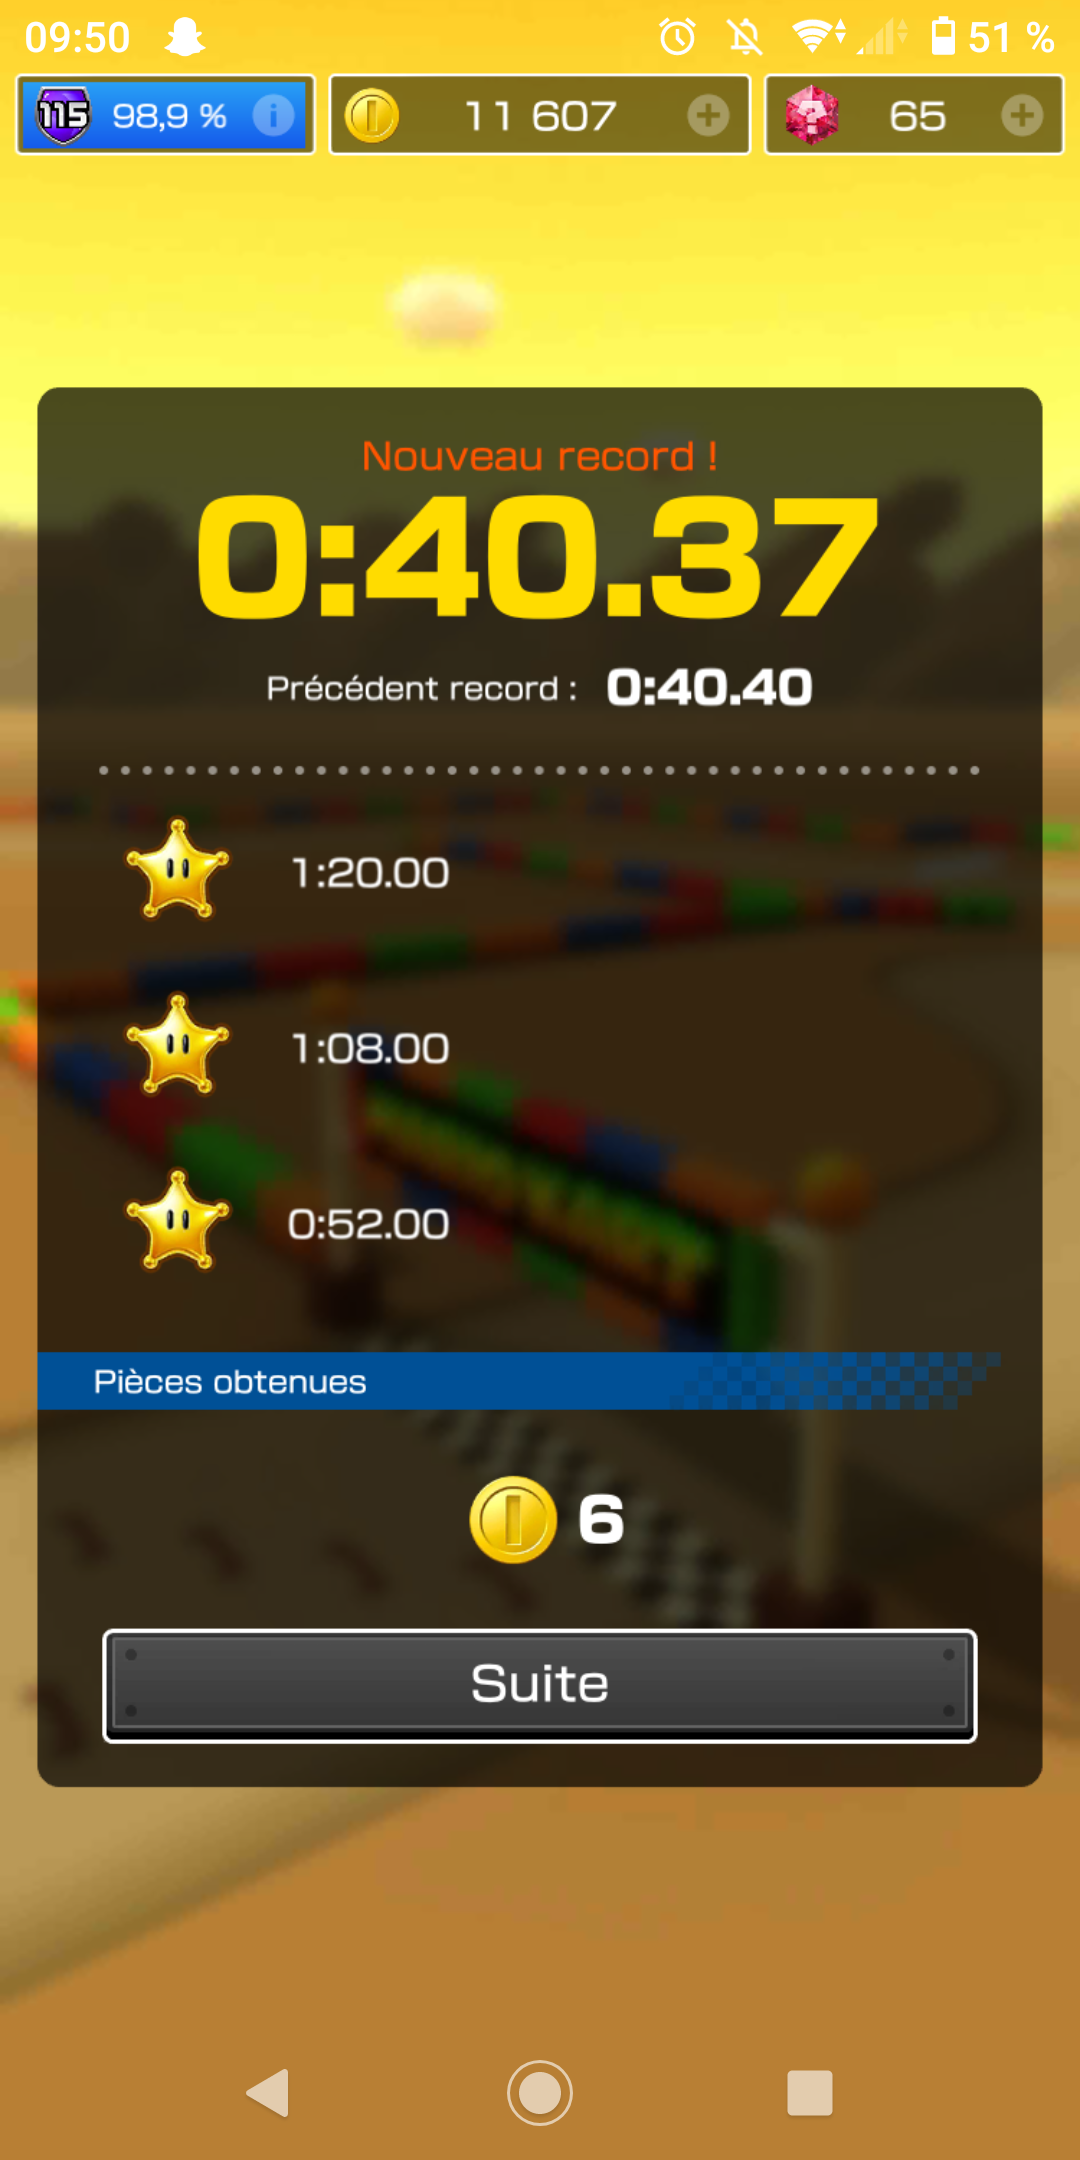 09:50 51 %
115 98,9 % i 11 607 + ? 65 +
Nouveau record !
0:40.37
Précédent record : 0:40.40
1:20.00
1:08.00
0:52.00
Pièces obtenues
6
Suite